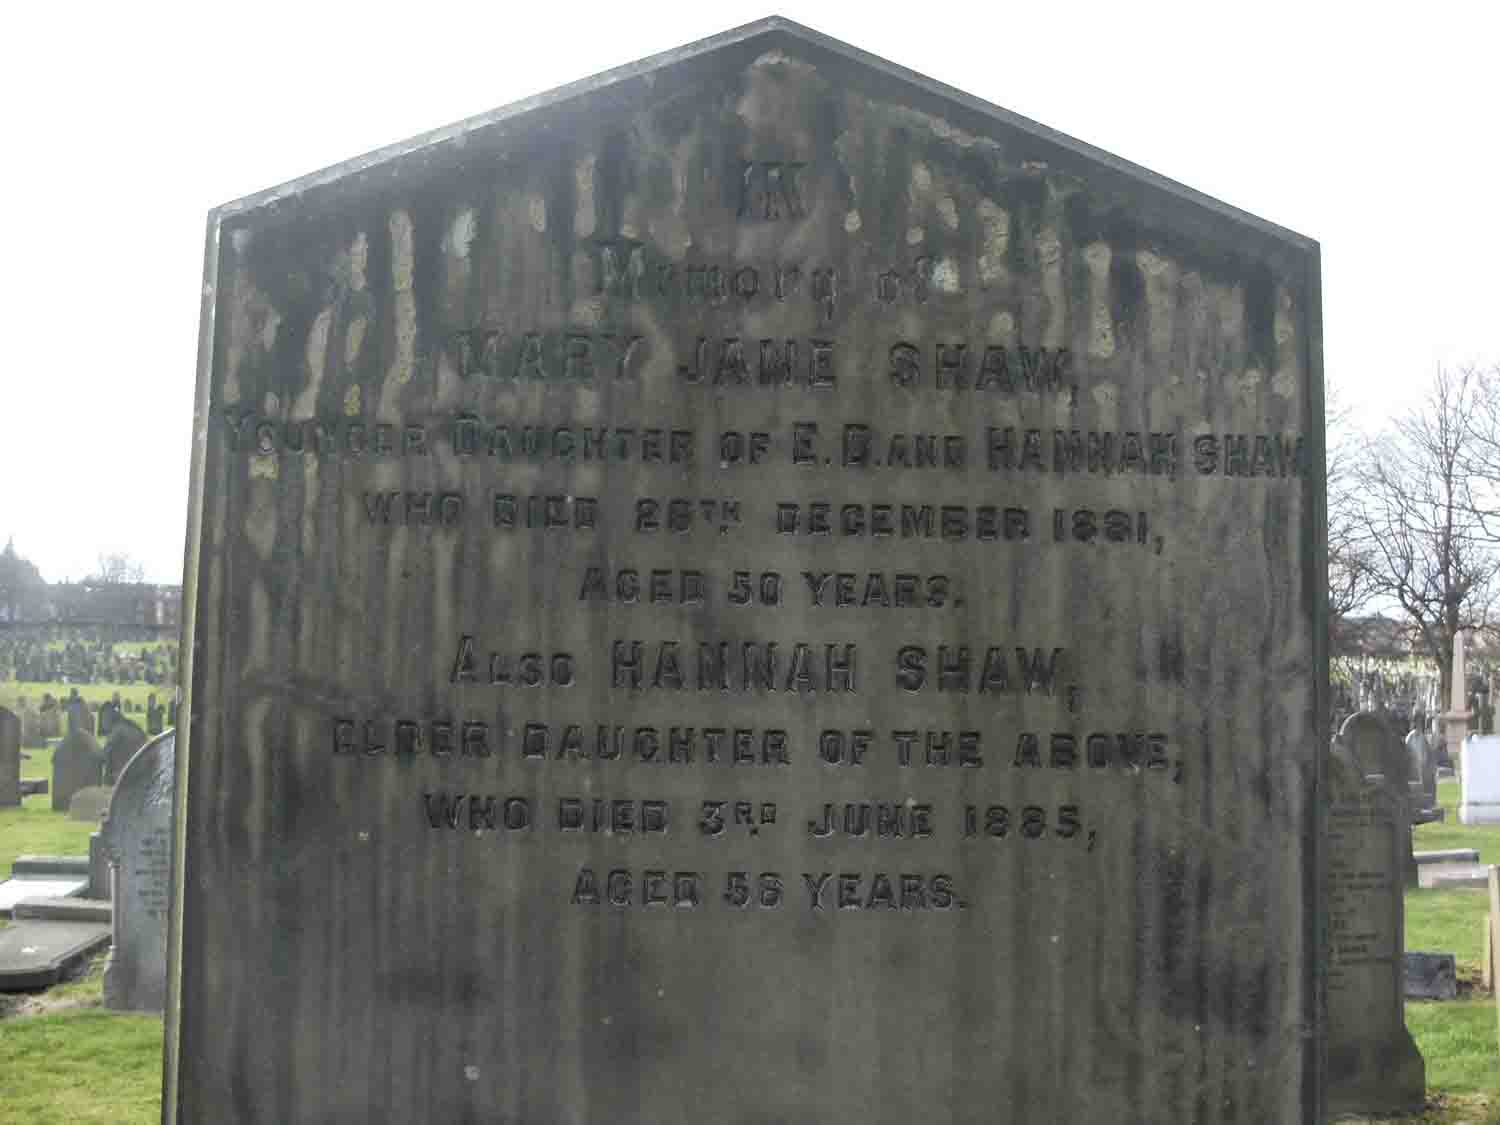 IN
Memory of
MARY JANE SHAW,
YOUNGER DAUGHTER OF E. D. AND HANNAH SHAW
WHO DIED 28TH DECEMBER 1881,
AGED 50 YEARS.
ALSO HANNAH SHAW,
ELDER DAUGHTER OF THE ABOVE,
WHO DIED 3RD JUNE 1885,
AGED 58 YEARS.